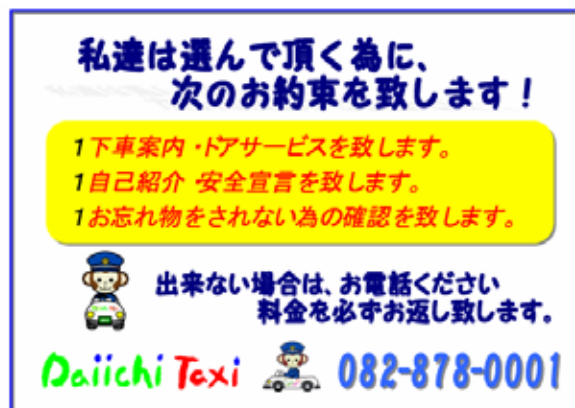 私達は選んで頂く為に、
次のお約束を致します！
1下車案内・ドアサービスを致します。
1自己紹介・安全宣言を致します。
1お忘れ物をされない為の確認を致します。
出来ない場合は、お電話ください
料金を必ずお返し致します。
Daiichi Taxi 082-878-0001